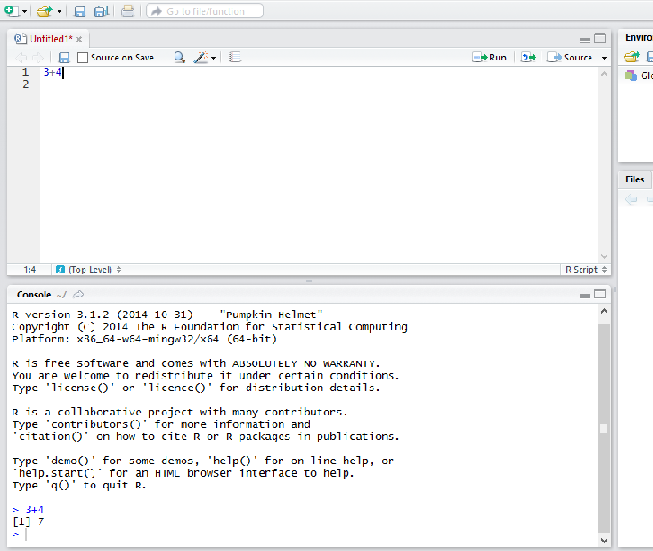 Go to file/function
Untitled1*
Source on Save
Run
Source
1 3+4
2
1:4 (Top Level) R Script
Console ~/
R version 3.1.2 (2014-10-31) -- "Pumpkin Helmet"
Copyright (C) 2014 The R Foundation for Statistical Computing
Platform: x86_64-w64-mingw32/x64 (64-bit)
R is free software and comes with ABSOLUTELY NO WARRANTY.
You are welcome to redistribute it under certain conditions.
Type 'license()' or 'licence()' for distribution details.
R is a collaborative project with many contributors.
Type 'contributors()' for more information and
'citation()' on how to cite R or R packages in publications.
Type 'demo()' for some demos, 'help()' for on-line help, or
'help.start()' for an HTML browser interface to help.
Type 'q()' to quit R.
> 3+4
[1] 7
>
Enviro
Glo
Files